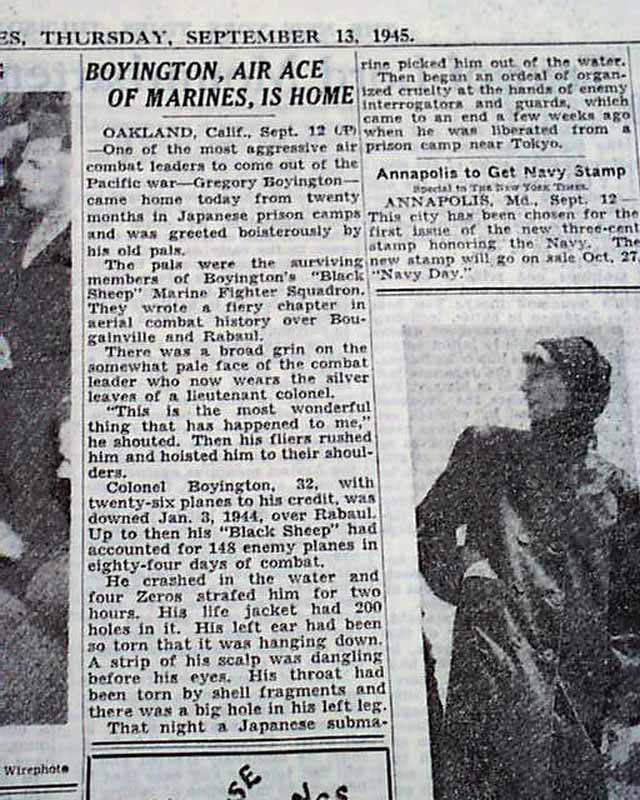 ES, THURSDAY, SEPTEMBER 13, 1945.
BOYINGTON, AIR ACE
OF MARINES, IS HOME
OAKLAND, Calif., Sept. 12 (P)
—One of the most aggressive air
combat leaders to come out of the
Pacific war—Gregory Boyington—
came home today from twenty
months in Japanese prison camps
and was greeted boisterously by
his old pals.
The pals were the surviving
members of Boyington's "Black
Sheep" Marine Fighter Squadron.
They wrote a fiery chapter in
aerial combat history over Bou-
gainville and Rabaul.
There was a broad grin on the
somewhat pale face of the combat
leader who now wears the silver
leaves of a lieutenant colonel.
"This is the most wonderful
thing that has happened to me,"
he shouted. Then his fliers rushed
him and hoisted him to their shoul-
ders.
Colonel Boyington, 32, with
twenty-six planes to his credit, was
downed Jan. 3, 1944, over Rabaul.
Up to then his "Black Sheep" had
accounted for 148 enemy planes in
eighty-four days of combat.
He crashed in the water and
four Zeros strafed him for two
hours. His life jacket had 200
holes in it. His left ear had been
so torn that it was hanging down.
A strip of his scalp was dangling
before his eyes. His throat had
been torn by shell fragments and
there was a big hole in his left leg.
That night a Japanese subma-
rine picked him out of the water.
Then began an ordeal of organ-
ized cruelty at the hands of enemy
interrogators and guards, which
came to an end a few weeks ago
when he was liberated from a
prison camp near Tokyo.
Annapolis to Get Navy Stamp
Special to THE NEW YORK TIMES.
ANNAPOLIS, Md., Sept. 12—
This city has been chosen for the
first issue of the new three-cent
stamp honoring the Navy. The
new stamp will go on sale Oct. 27,
"Navy Day."
Wirephoto